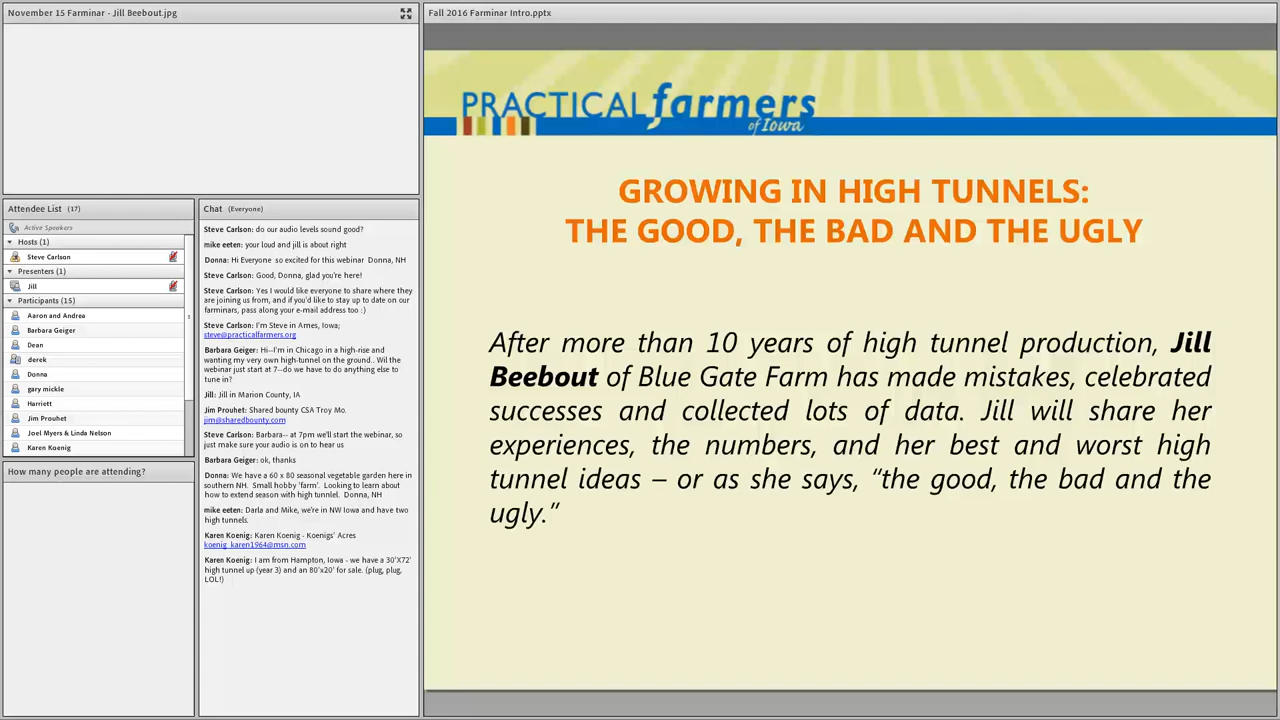 November 15 Farminar - Jill Beebout.jpg
Attendee List (17)
Active Speakers
Hosts (1)
Steve Carlson
Presenters (1)
Jill
Participants (15)
Aaron and Andrea
Barbara Geiger
Dean
derek
Donna
gary mickle
Harriett
Jim Prouhet
Joel Myers & Linda Nelson
Karen Koenig
How many people are attending?
Chat (Everyone)
Steve Carlson: do our audio levels sound good?
mike eeten: your loud and jill is about right
Donna: Hi Everyone so excited for this webinar Donna, NH
Steve Carlson: Good, Donna, glad you're here!
Steve Carlson: Yes I would like everyone to share where they
are joining us from, and if you'd like to stay up to date on our
farminars, pass along your e-mail address too :)
Steve Carlson: I'm Steve in Ames, Iowa;
steve@practicalfarmers.org
Barbara Geiger: Hi--I'm in Chicago in a high-rise and
wanting my very own high-tunnel on the ground.. Wil the
webinar just start at 7--do we have to do anything else to
tune in?
Jill: Jill in Marion County, IA
Jim Prouhet: Shared bounty CSA Troy Mo.
jim@sharedbounty.com
Steve Carlson: Barbara-- at 7pm we'll start the webinar, so
just make sure your audio is on to hear us
Barbara Geiger: ok, thanks
Donna: We have a 60 x 80 seasonal vegetable garden here in
southern NH. Small hobby 'farm'. Looking to learn about
how to extend season with high tunnel. Donna, NH
mike eeten: Darla and Mike, we're in NW Iowa and have two
high tunnels.
Karen Koenig: Karen Koenig - Koenigs' Acres
koenig_karen1964@msn.com
Karen Koenig: I am from Hampton, Iowa - we have a 30'X72'
high tunnel up (year 3) and an 80'x20' for sale. (plug, plug,
LOL!)
Fall 2016 Farminar Intro.pptx
PRACTICAL farmers
of Iowa
GROWING IN HIGH TUNNELS:
THE GOOD, THE BAD AND THE UGLY
After more than 10 years of high tunnel production, Jill
Beebout of Blue Gate Farm has made mistakes, celebrated
successes and collected lots of data. Jill will share her
experiences, the numbers, and her best and worst high
tunnel ideas – or as she says, “the good, the bad and the
ugly.”